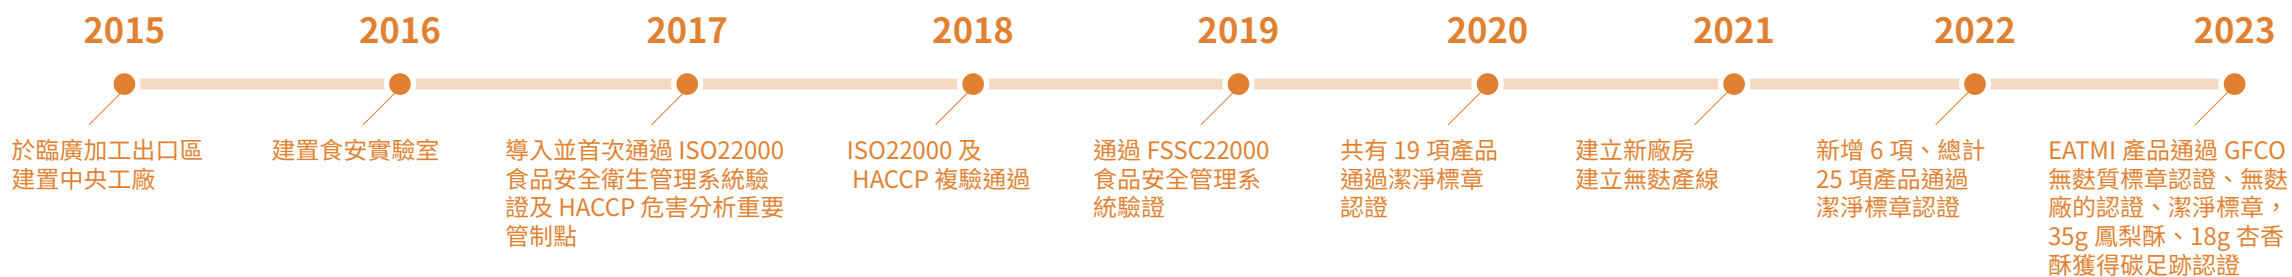 2015
於臨廣加工出口區
建置中央工廠
2016
建置食安實驗室
2017
導入並首次通過 ISO22000
食品安全衛生管理系統驗
證及 HACCP 危害分析重要
管制點
2018
ISO22000 及
HACCP 複驗通過
2019
通過 FSSC22000
食品安全管理系
統驗證
2020
共有 19 項產品
通過潔淨標章
認證
2021
建立新廠房
建立無麩產線
2022
新增 6 項、總計
25 項產品通過
潔淨標章認證
2023
EATMI 產品通過 GFCO
無麩質標章認證、無麩
廠的認證、潔淨標章，
35g 鳳梨酥、18g 杏香
酥獲得碳足跡認證